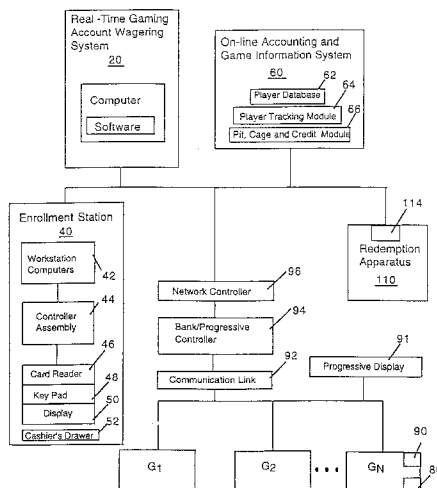 Real -Time Gaming
Account Wagering
System
20
Computer
Software
On-line Accounting and
Game Information System
60
62
Player Database
64
Player Tracking Module
66
Pit, Cage and Credit Module
Enrollment Station
40
Workstation
Computers
42
44
Controller
Assembly
46
Card Reader
48
Key Pad
50
Display
52
Cashier's Drawer
114
Redemption
Apparatus
110
96
Network Controller
94
Bank/Progressive
Controller
92
Communication Link
91
Progressive Display
90
G1
G2
GN